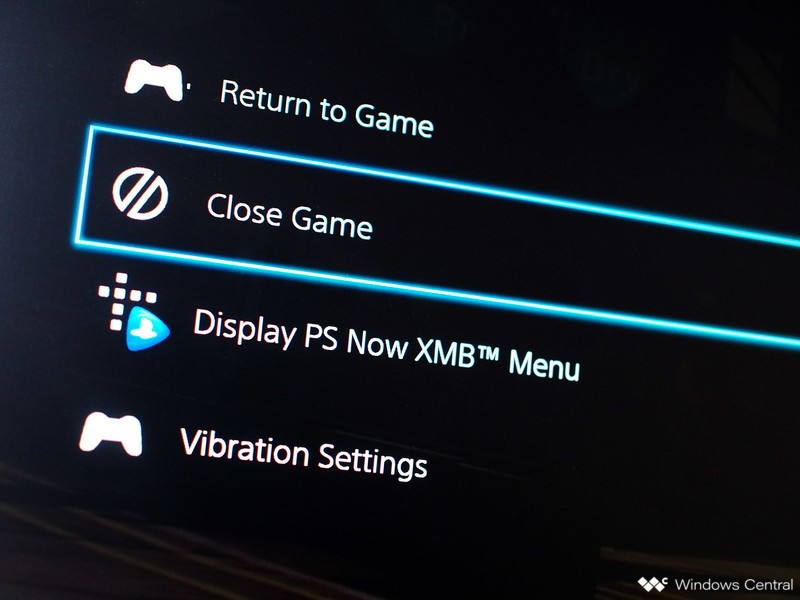 Return to Game
Close Game
Display PS Now XMB™ Menu
Vibration Settings
Windows Central